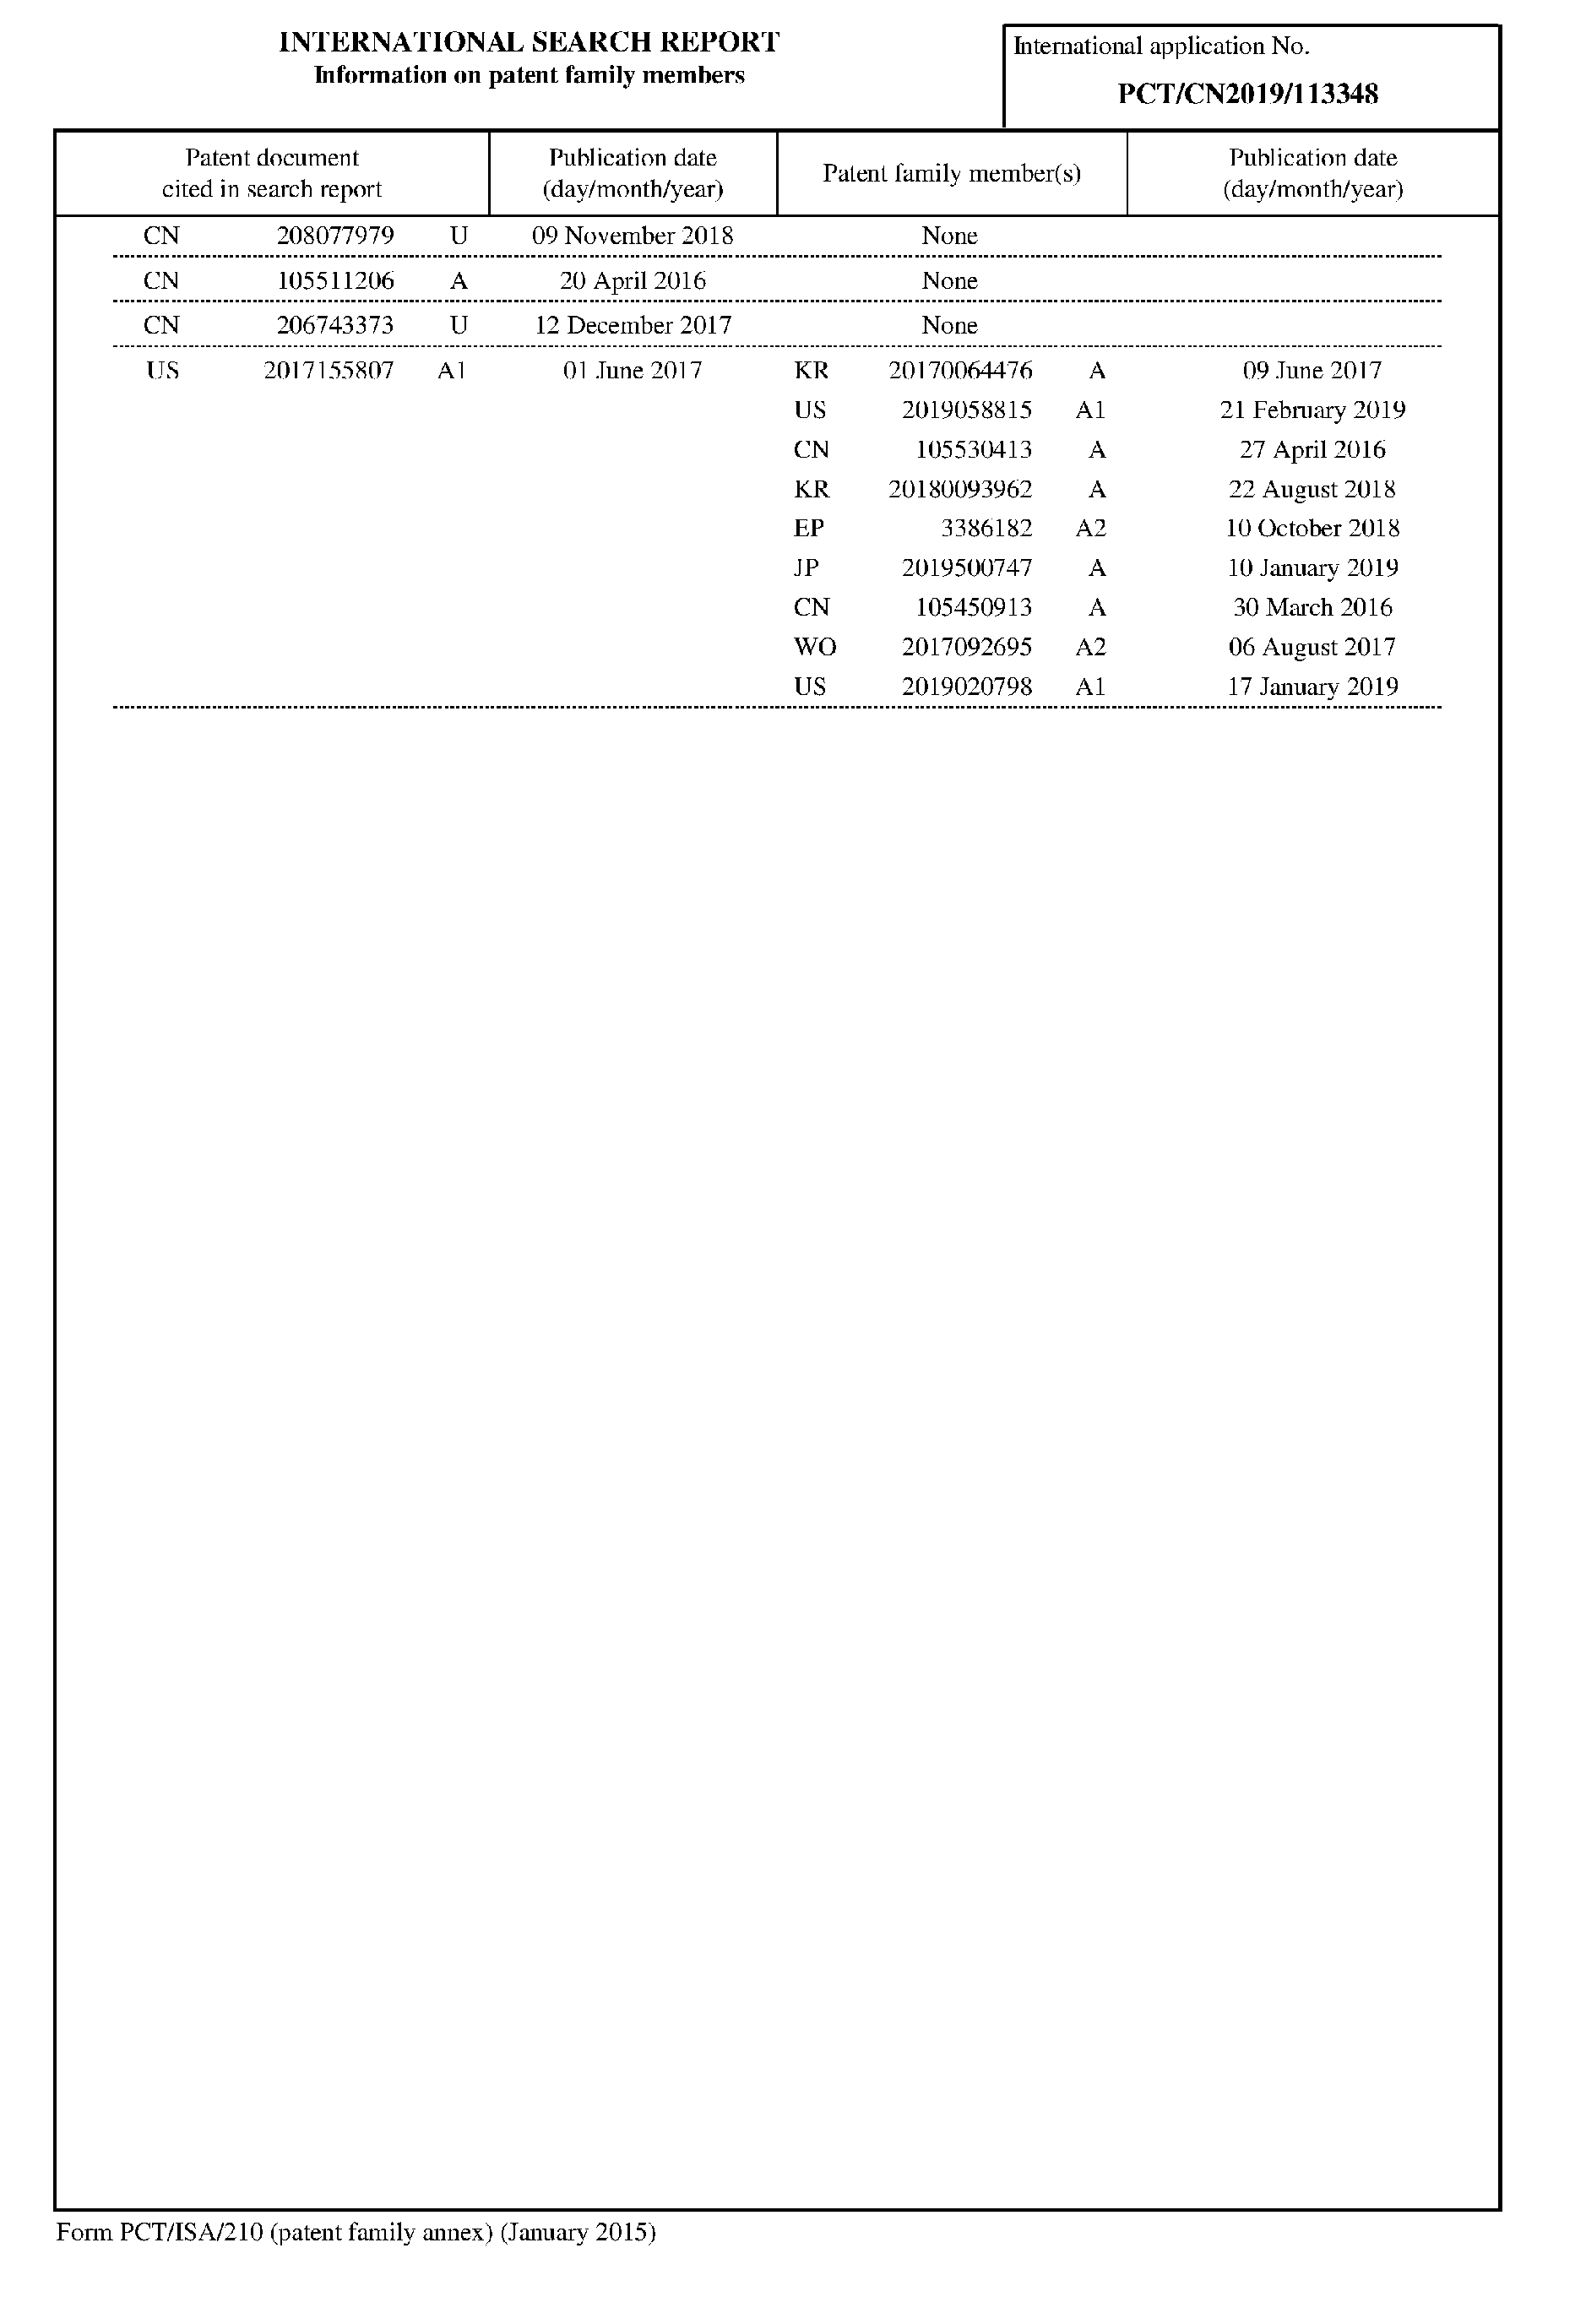 INTERNATIONAL SEARCH REPORT
Information on patent family members
International application No.
PCT/CN2019/113348
Patent document cited in search report
Publication date (day/month/year)
Patent family member(s)
Publication date (day/month/year)
CN 208077979 U 09 November 2018 None
CN 105511206 A 20 April 2016 None
CN 206743373 U 12 December 2017 None
US 2017155807 A1 01 June 2017 KR 20170064476 A 09 June 2017
US 2019058815 A1 21 February 2019
CN 105530413 A 27 April 2016
KR 20180093962 A 22 August 2018
EP 3386182 A2 10 October 2018
JP 2019500747 A 10 January 2019
CN 105450913 A 30 March 2016
WO 2017092695 A2 06 August 2017
US 2019020798 A1 17 January 2019
Form PCT/ISA/210 (patent family annex) (January 2015)